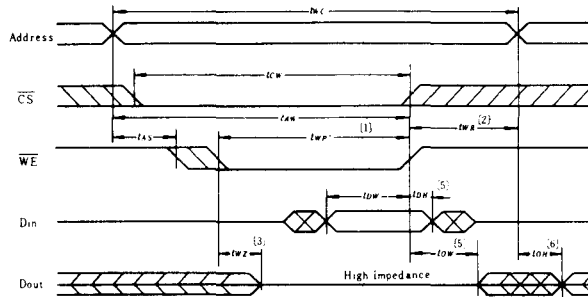 tWC
Address
tCW
CS
tAW
tAS
tWP [1]
tWR [2]
WE
tDW
tDH [5]
Din
tWZ [3]
tOW [5]
tOH [6]
High impedance
Dout